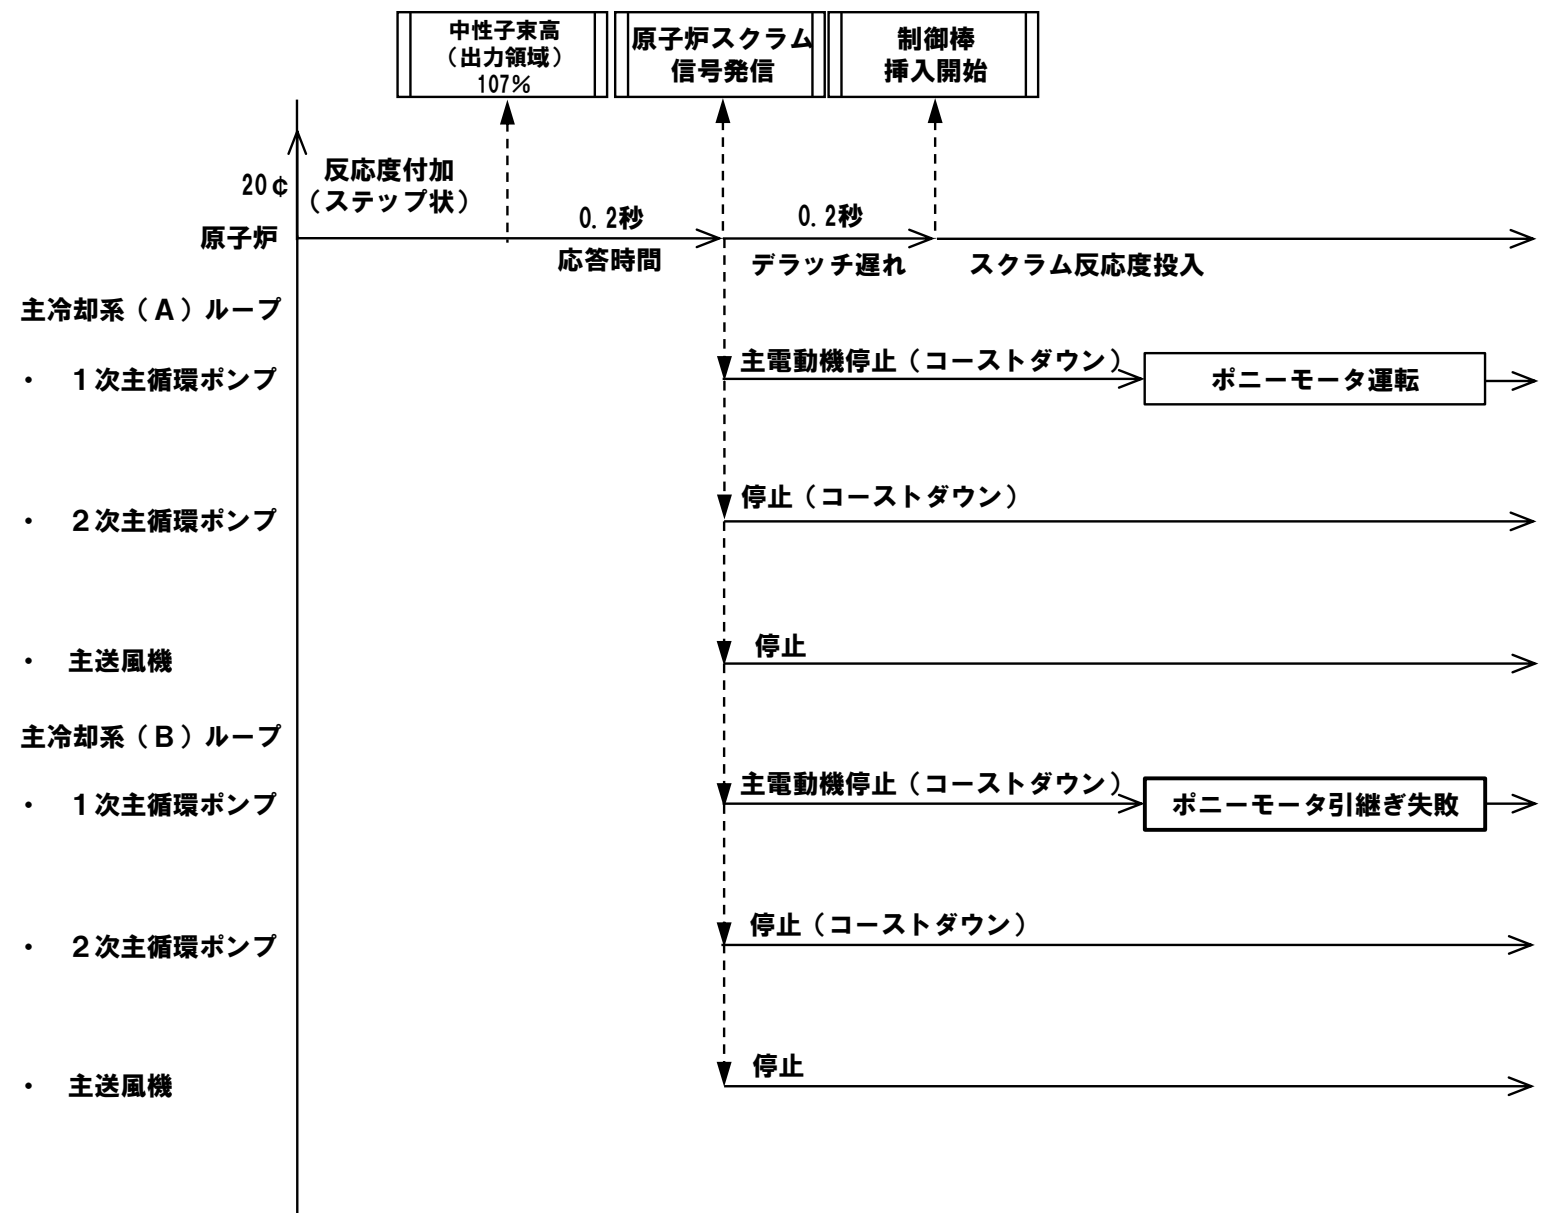 中性子束高
（出力領域）
107％
原子炉スクラム
信号発信
制御棒
挿入開始
20¢
反応度付加
（ステップ状）
原子炉
0.2秒
応答時間
0.2秒
デラッチ遅れ
スクラム反応度投入
主冷却系（Ａ）ループ
・ １次主循環ポンプ
主電動機停止（コーストダウン）
ポニーモータ運転
・ ２次主循環ポンプ
停止（コーストダウン）
・ 主送風機
停止
主冷却系（Ｂ）ループ
・ １次主循環ポンプ
主電動機停止（コーストダウン）
ポニーモータ引継ぎ失敗
・ ２次主循環ポンプ
停止（コーストダウン）
・ 主送風機
停止